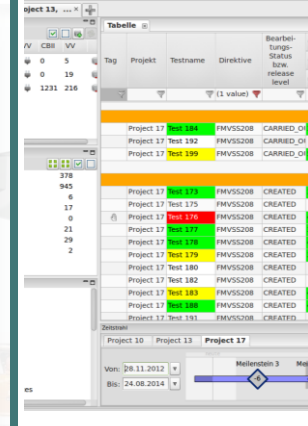 oject 13, ... ×
VV CBII VV
0 5
0 19
1231 216
378
945
6
17
0
21
29
2
es
Tabelle
Tag Projekt Testname Direktive Bearbei-
tungs-
Status
bzw.
release
level
(1 value)
Project 17 Test 184 FMVSS208 CARRIED_O
Project 17 Test 192 FMVSS208 CARRIED_O
Project 17 Test 199 FMVSS208 CARRIED_O
Project 17 Test 173 FMVSS208 CREATED
Project 17 Test 175 FMVSS208 CREATED
Project 17 Test 176 FMVSS208 CREATED
Project 17 Test 177 FMVSS208 CREATED
Project 17 Test 178 FMVSS208 CREATED
Project 17 Test 179 FMVSS208 CREATED
Project 17 Test 180 FMVSS208 CREATED
Project 17 Test 182 FMVSS208 CREATED
Project 17 Test 183 FMVSS208 CREATED
Project 17 Test 188 FMVSS208 CREATED
Project 17 Test 191 FMVSS208 CREATED
Zeitstrahl
Project 10 Project 13 Project 17
Von: 28.11.2012
Bis: 24.08.2014
Meilenstein 3 Mei
-6